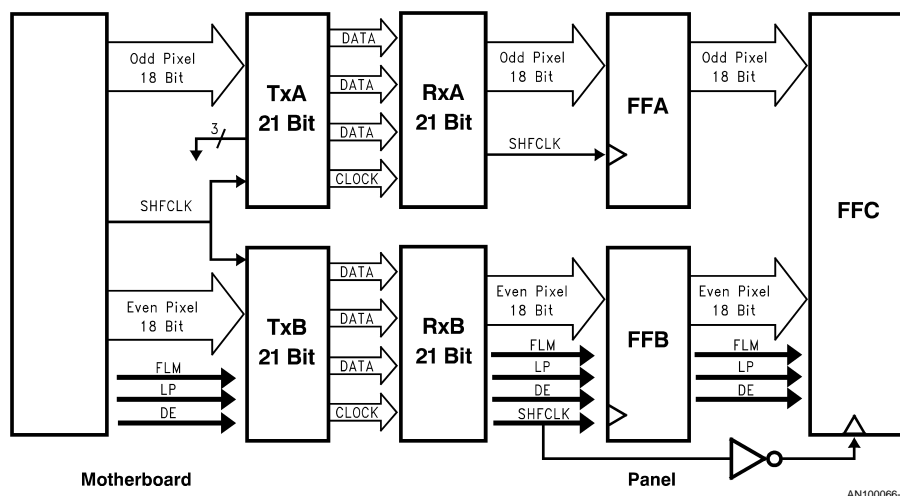 Odd Pixel
18 Bit
TxA
21 Bit
3
DATA
DATA
DATA
CLOCK
RxA
21 Bit
Odd Pixel
18 Bit
SHFCLK
FFA
Odd Pixel
18 Bit
FFC
SHFCLK
Even Pixel
18 Bit
FLM
LP
DE
TxB
21 Bit
DATA
DATA
DATA
CLOCK
RxB
21 Bit
Even Pixel
18 Bit
FLM
LP
DE
SHFCLK
FFB
Even Pixel
18 Bit
FLM
LP
DE
Motherboard
Panel
AN100066-